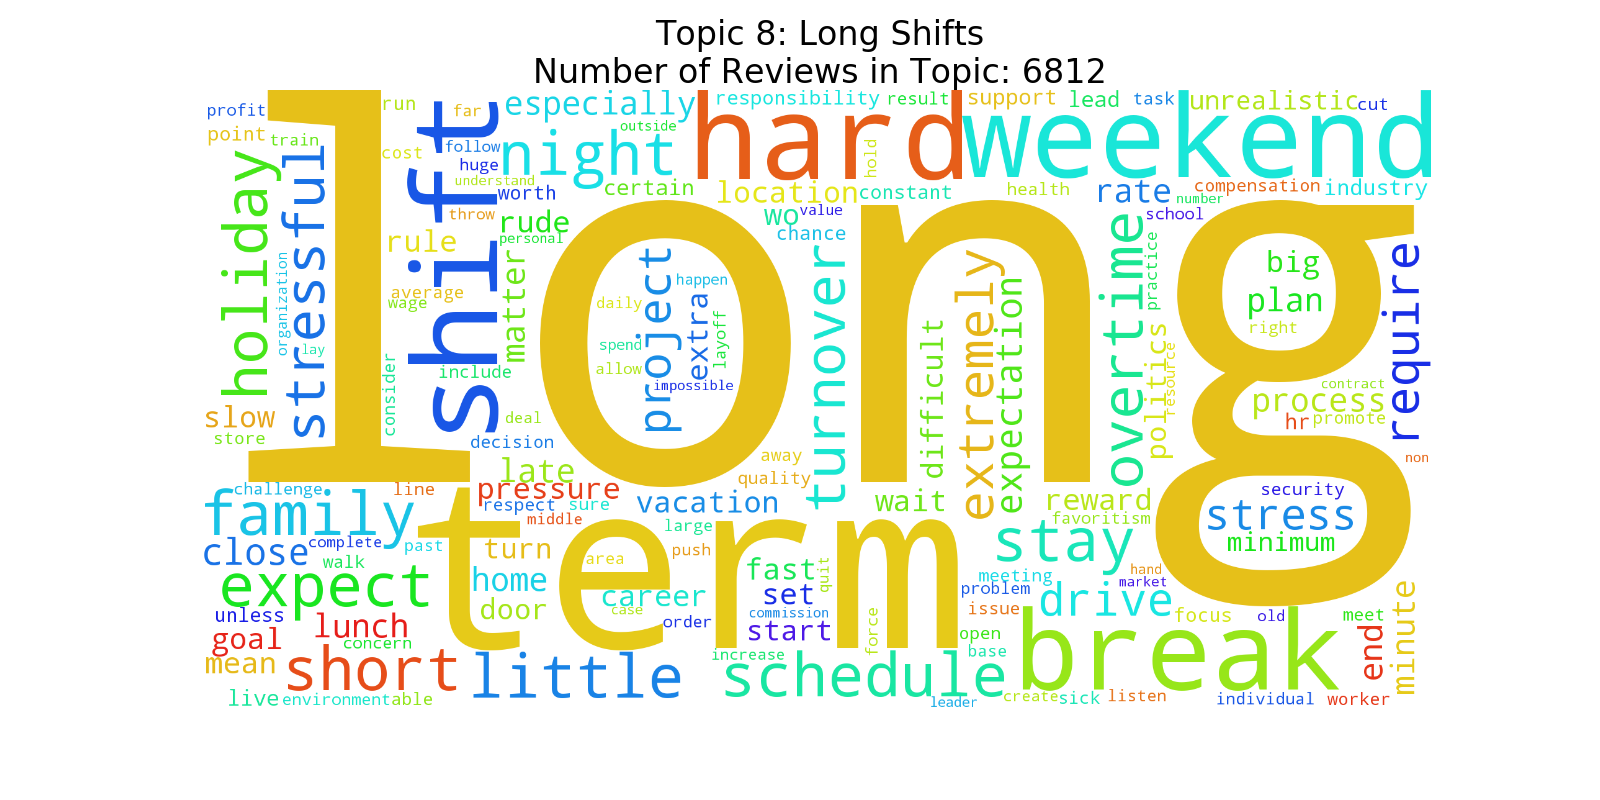 Topic 8: Long Shifts
Number of Reviews in Topic: 6812
long
term
hard
weekend
shift
break
night
holiday
stressful
especially
responsibility
result
support
lead
task
unrealistic
cut
profit
run
far
point
train
cost
follow
outside
huge
understand
worth
certain
location
constant
hold
health
rate
compensation
industry
number
school
throw
rude
personal
rule
wo
value
chance
organization
average
wage
matter
project
happen
daily
extra
layoff
spend
allow
impossible
turnover
difficult
extremely
expectation
overtime
practice
politics
resource
big
plan
right
require
lay
consider
include
slow
store
deal
decision
contract
process
promote
hr
non
late
away
quality
challenge
line
pressure
vacation
wait
reward
favoritism
security
stress
minimum
family
respect
sure
middle
large
close
complete
past
walk
turn
area
push
stay
expect
home
fast
quit
meeting
hand
market
problem
drive
door
career
case
set
commission
issue
focus
old
meet
minute
unless
goal
lunch
concern
order
start
force
open
base
end
mean
short
little
increase
schedule
live
environment
able
leader
create
sick
listen
individual
worker